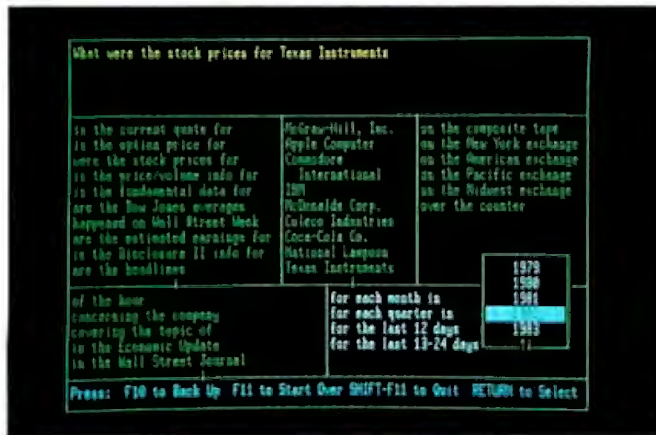 What were the stock prices for Texas Instruments
is the current quote for
is the option price for
were the stock prices for
is the price/volume info for
is the fundamental data for
are the Dow Jones averages
happened on Wall Street Week
are the estimated earnings for
is the Disclosure II info for
are the headlines
McGraw-Hill, Inc.
Apple Computer
Commodore
International
IBM
McDonalds Corp.
Coleco Industries
Coca-Cola Co.
National Lampoon
Texas Instruments
on the composite tape
on the New York exchange
on the American exchange
on the Pacific exchange
on the Midwest exchange
over the counter
of the hour
concerning the company
covering the topic of
in the Economic Update
in the Wall Street Journal
for each month in
for each quarter in
for the last 12 days
for the last 13-24 days
1979
1980
1981
1983
Press: F10 to Back Up F11 to Start Over SHIFT-F11 to Quit RETURN to Select